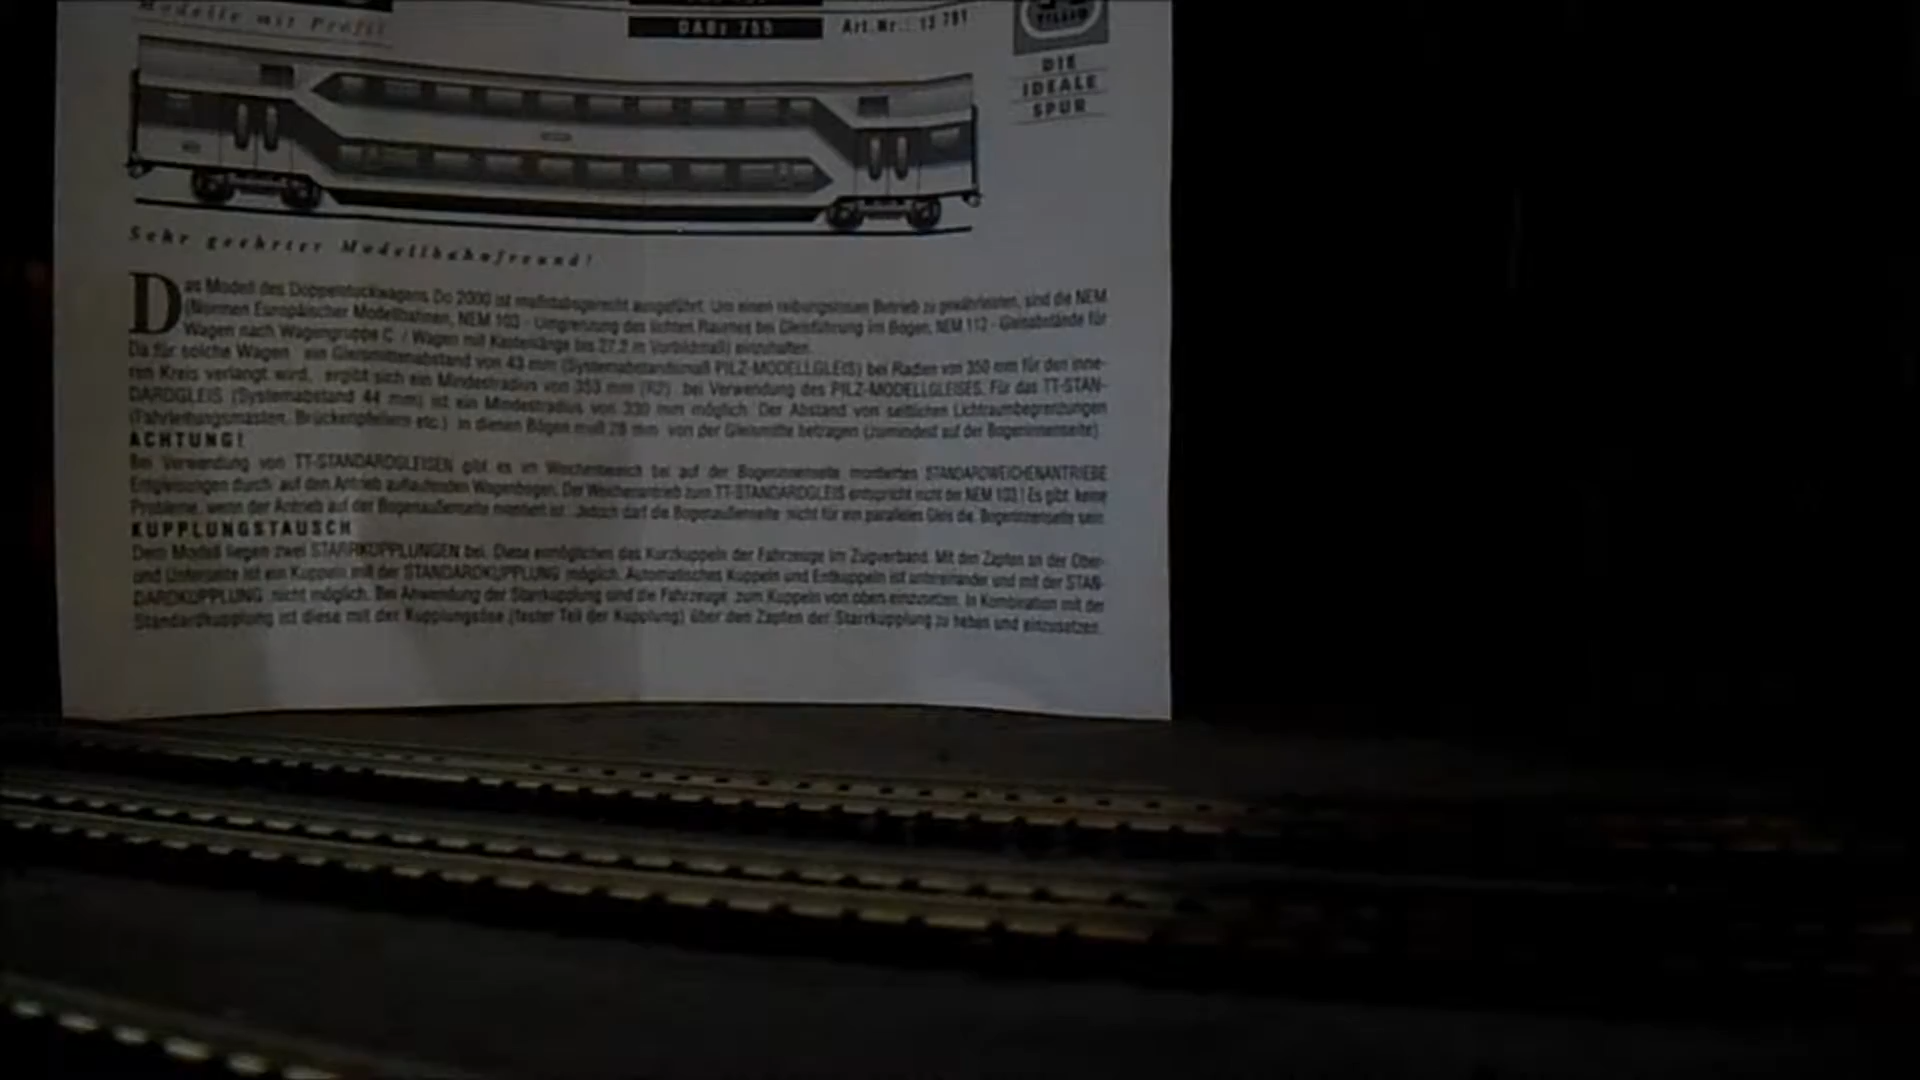 Modelle mit Profil
DABz 755
Art.Nr.: 13 791
TILLIG
DIE
IDEALE
SPUR
Sehr geehrter Modellbahnfreund!
Das Modell des Doppelstockwagens Do 2000 ist maßstabsgerecht ausgeführt. Um einen reibungslosen Betrieb zu gewährleisten, sind die NEM
(Normen Europäischer Modellbahnen, NEM 103 - Umgrenzung des lichten Raumes bei Gleisführung im Bogen, NEM 112 - Gleisabstände für
Wagen nach Wagengruppe C / Wagen mit Kastenlänge bis 27,2 m Vorbildmaß) einzuhalten.
Da für solche Wagen ein Gleismittenabstand von 43 mm (Systemabstandsmaß PILZ-MODELLGLEIS) bei Radien von 350 mm für den inne-
ren Kreis verlangt wird, ergibt sich ein Mindestradius von 353 mm (R2) bei Verwendung des PILZ-MODELLGLEISES. Für das TT-STAN-
DARDGLEIS (Systemabstand 44 mm) ist ein Mindestradius von 330 mm möglich. Der Abstand von seitlichen Lichtraumbegrenzungen
(Fahrleitungsmasten, Brückenpfeilern etc.) in diesen Bögen muß 28 mm von der Gleismitte betragen (zumindest auf der Bogeninnenseite).
ACHTUNG!
Bei Verwendung von TT-STANDARDGLEISEN gibt es im Weichenbereich bei auf der Bogeninnenseite montierten STANDARDWEICHENANTRIEBE
Entgleisungen durch auf den Antrieb auflaufenden Wagenbogen. Der Weichenantrieb zum TT-STANDARDGLEIS entspricht nicht der NEM 103! Es gibt keine
Probleme, wenn der Antrieb auf der Bogenaußenseite montiert ist. Jedoch darf die Bogenaußenseite nicht für ein paralleles Gleis die Bogeninnenseite sein.
KUPPLUNGSTAUSCH
Dem Modell liegen zwei STARRKUPPLUNGEN bei. Diese ermöglichen das Kurzkuppeln der Fahrzeuge im Zugverband. Mit den Zapfen an der Ober-
und Unterseite ist ein Kuppeln mit der STANDARDKUPPLUNG möglich. Automatisches Kuppeln und Entkuppeln ist untereinander und mit der STAN-
DARDKUPPLUNG nicht möglich. Bei Anwendung der Starrkupplung sind die Fahrzeuge zum Kuppeln von oben einzusetzen. In Kombination mit der
Standardkupplung ist diese mit der Kupplungsöse (fester Teil der Kupplung) über den Zapfen der Starrkupplung zu heben und einzusetzen.